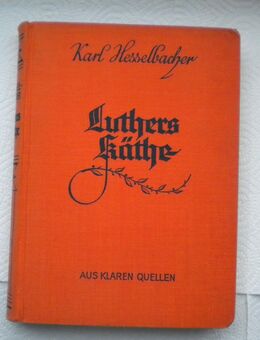 Karl Hesselbacher
Luthers
Käthe
AUS KLAREN QUELLEN